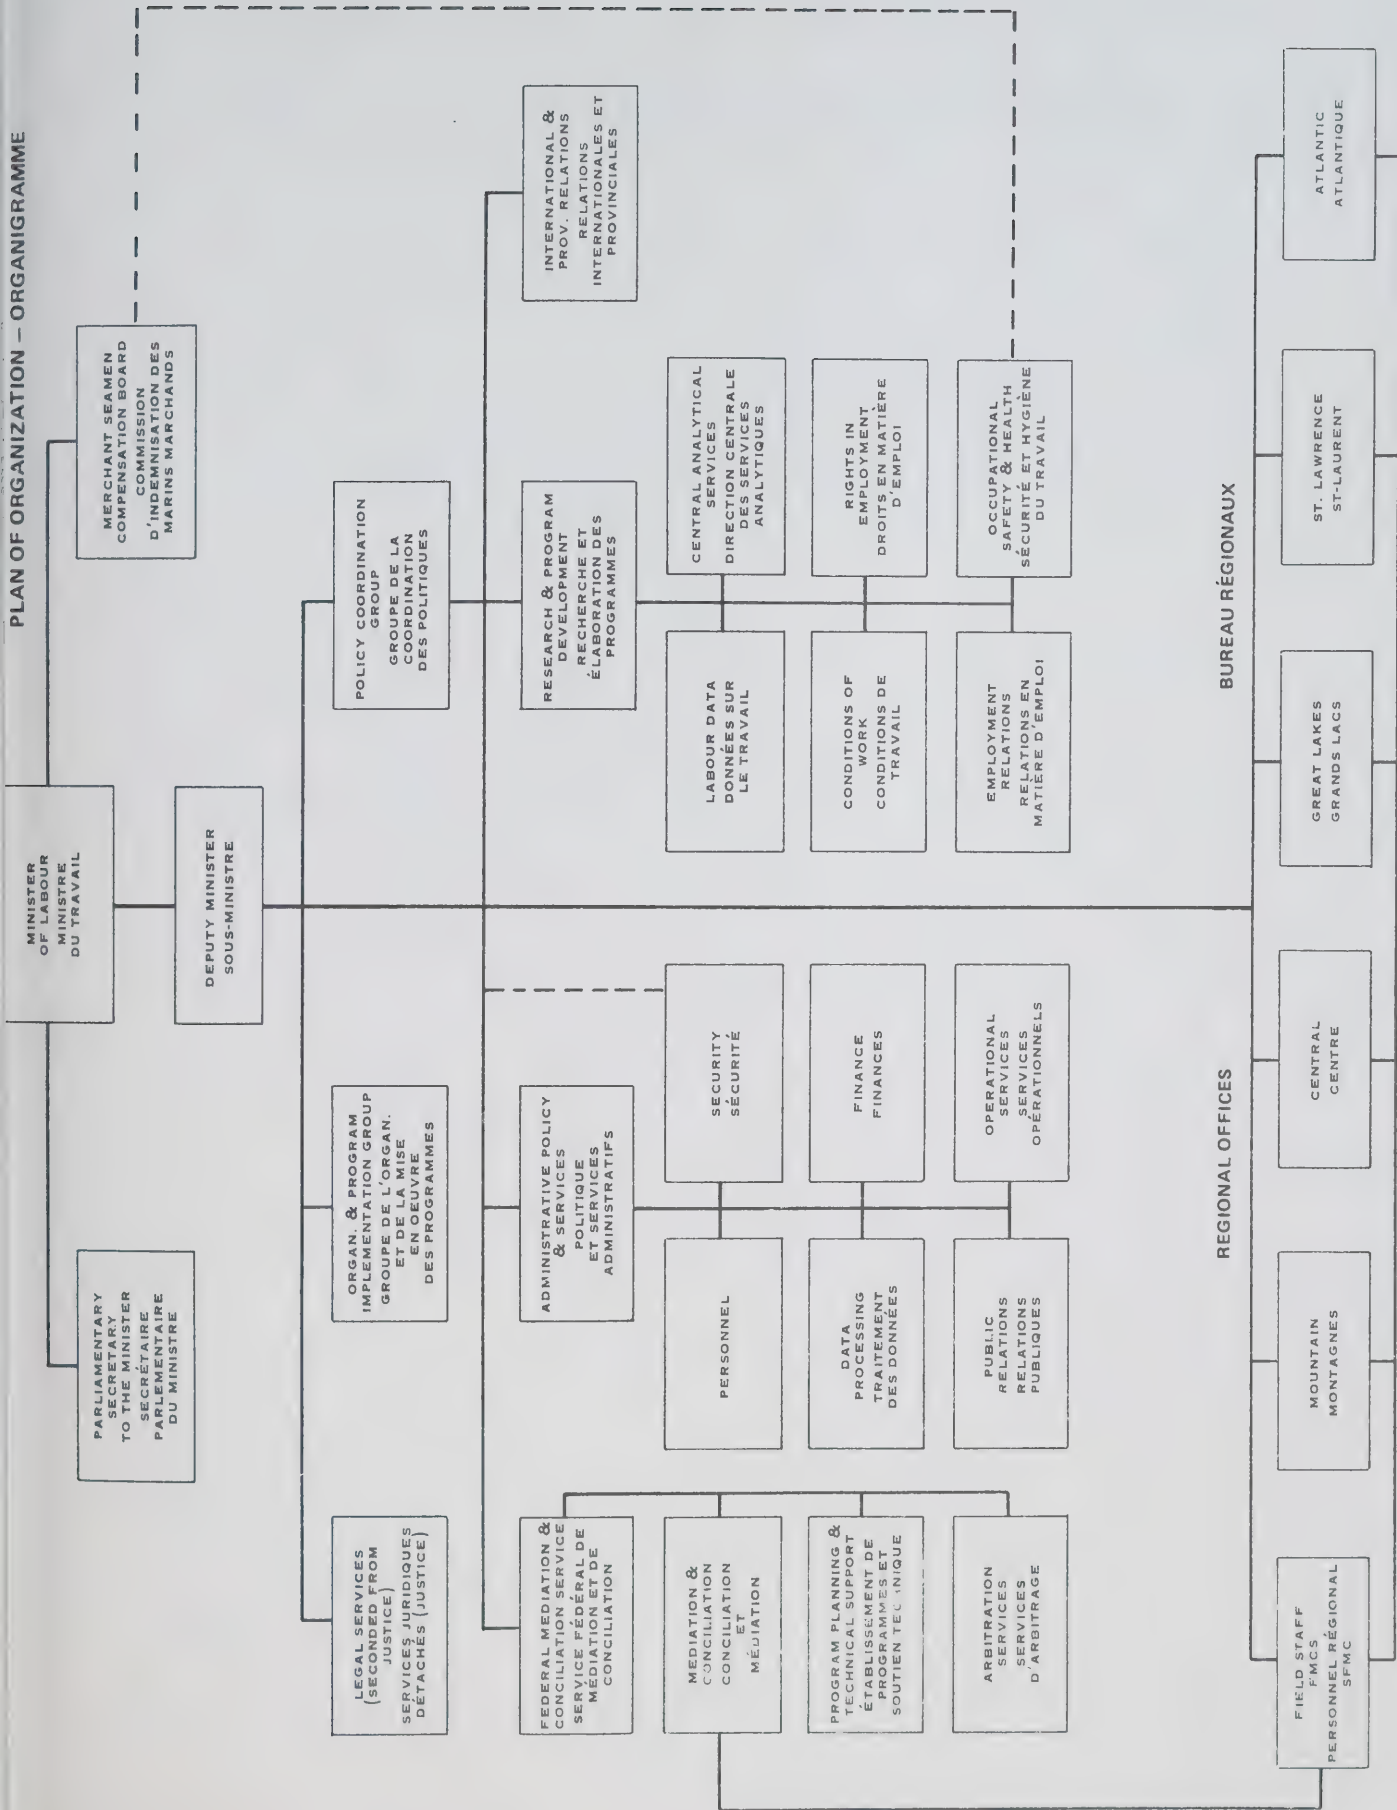 PLAN OF ORGANIZATION – ORGANIGRAMME
MINISTER
OF LABOUR
MINISTRE
DU TRAVAIL
PARLIAMENTARY
SECRETARY
TO THE MINISTER
SECRÉTAIRE
PARLEMENTAIRE
DU MINISTRE
MERCHANT SEAMEN
COMPENSATION BOARD
COMMISSION
D'INDEMNISATION DES
MARINS MARCHANDS
DEPUTY MINISTER
SOUS-MINISTRE
LEGAL SERVICES
(SECONDED FROM
JUSTICE)
SERVICES JURIDIQUES
DÉTACHÉS (JUSTICE)
ORGAN. & PROGRAM
IMPLEMENTATION GROUP
GROUPE DE L'ORGAN.
ET DE LA MISE
EN OEUVRE
DES PROGRAMMES
POLICY COORDINATION
GROUP
GROUPE DE LA
COORDINATION
DES POLITIQUES
FEDERAL MEDIATION &
CONCILIATION SERVICE
SERVICE FÉDÉRAL DE
MÉDIATION ET DE
CONCILIATION
ADMINISTRATIVE POLICY
& SERVICES
POLITIQUE
ET SERVICES
ADMINISTRATIFS
RESEARCH & PROGRAM
DEVELOPMENT
RECHERCHE ET
ÉLABORATION DES
PROGRAMMES
INTERNATIONAL &
PROV. RELATIONS
RELATIONS
INTERNATIONALES ET
PROVINCIALES
MEDIATION &
CONCILIATION
CONCILIATION
ET
MÉDIATION
PERSONNEL
SECURITY
SÉCURITÉ
LABOUR DATA
DONNÉES SUR
LE TRAVAIL
CENTRAL ANALYTICAL
SERVICES
DIRECTION CENTRALE
DES SERVICES
ANALYTIQUES
PROGRAM PLANNING &
TECHNICAL SUPPORT
ÉTABLISSEMENT DE
PROGRAMMES ET
SOUTIEN TECHNIQUE
DATA
PROCESSING
TRAITEMENT
DES DONNÉES
FINANCE
FINANCES
CONDITIONS OF
WORK
CONDITIONS DE
TRAVAIL
RIGHTS IN
EMPLOYMENT
DROITS EN MATIÈRE
D'EMPLOI
ARBITRATION
SERVICES
SERVICES
D'ARBITRAGE
PUBLIC
RELATIONS
RELATIONS
PUBLIQUES
OPERATIONAL
SERVICES
SERVICES
OPÉRATIONNELS
EMPLOYMENT
RELATIONS
RELATIONS EN
MATIÈRE D'EMPLOI
OCCUPATIONAL
SAFETY & HEALTH
SÉCURITÉ ET HYGIÈNE
DU TRAVAIL
REGIONAL OFFICES
BUREAU RÉGIONAUX
FIELD STAFF
FMCS
PERSONNEL RÉGIONAL
SFMC
MOUNTAIN
MONTAGNES
CENTRAL
CENTRE
GREAT LAKES
GRANDS LACS
ST. LAWRENCE
ST-LAURENT
ATLANTIC
ATLANTIQUE